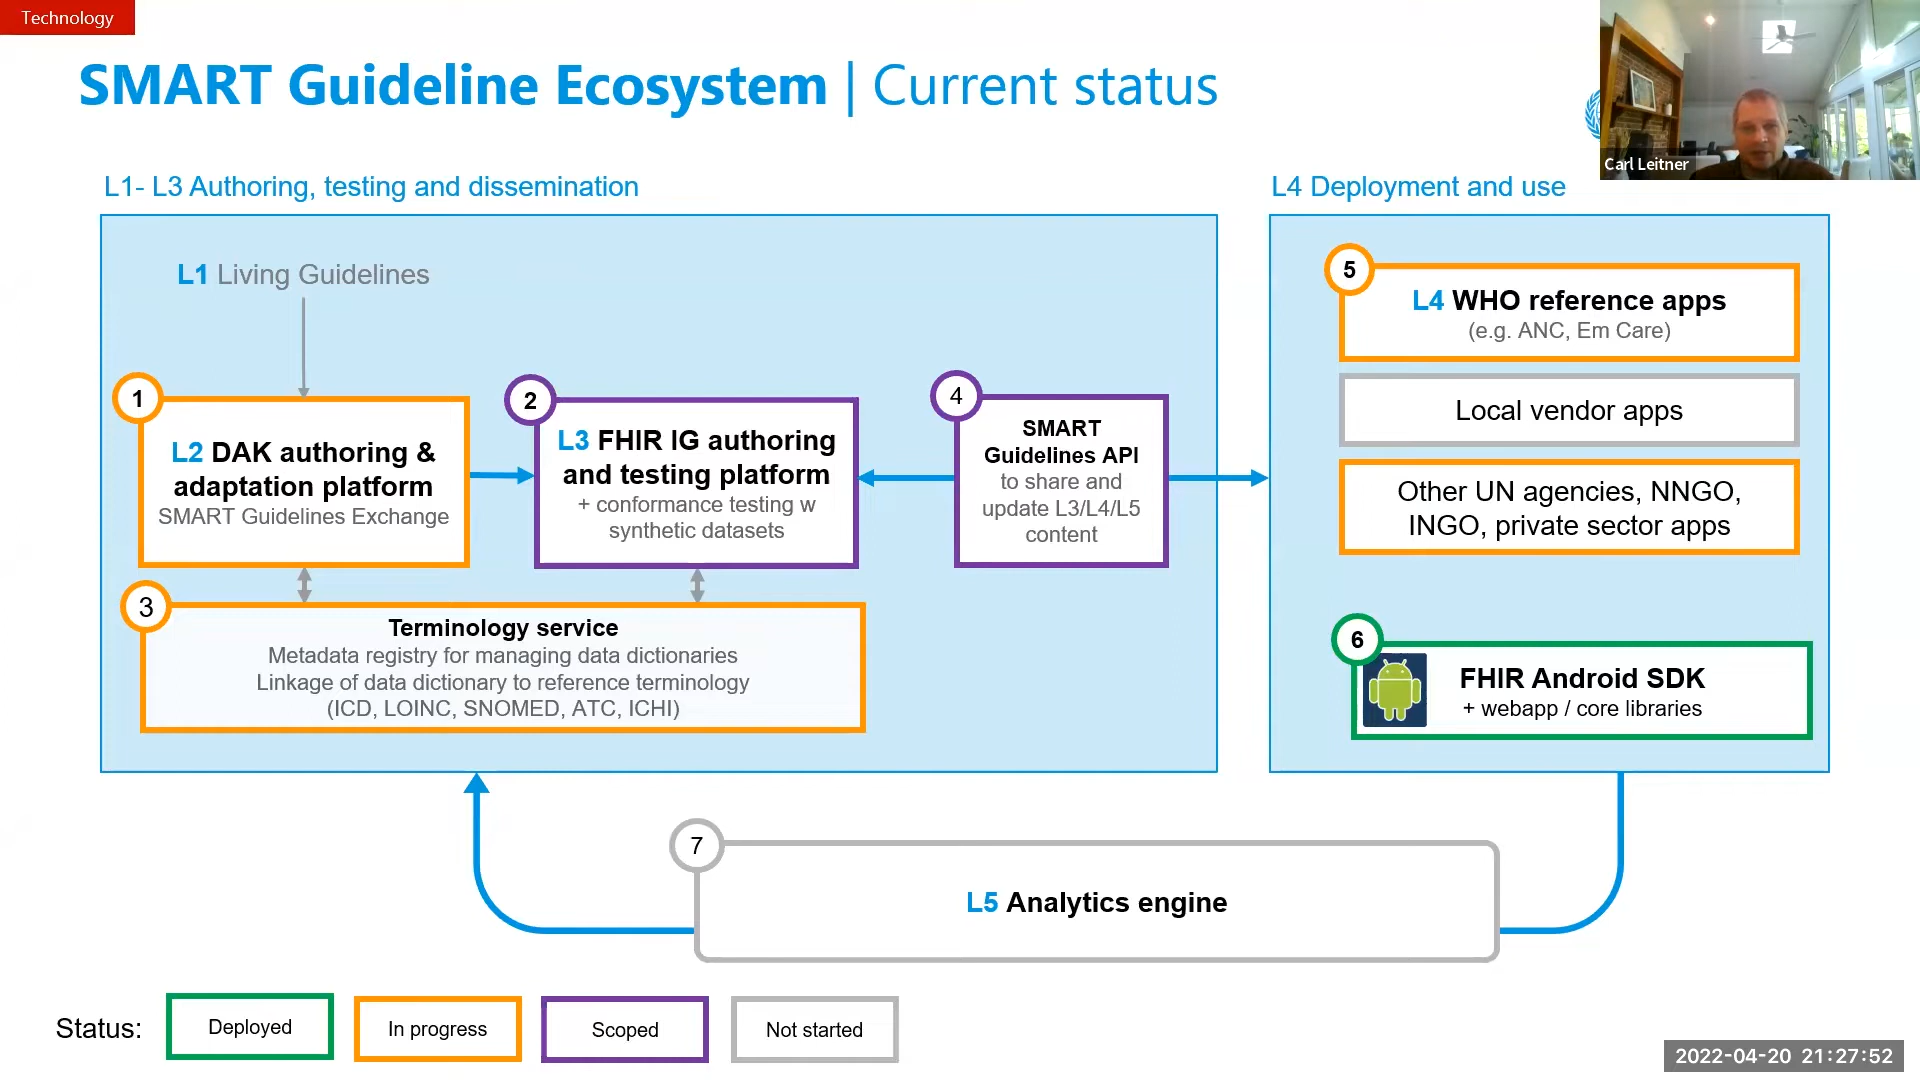 Technology
SMART Guideline Ecosystem | Current status
Carl Leitner
L1- L3 Authoring, testing and dissemination
L4 Deployment and use
L1 Living Guidelines
1
L2 DAK authoring &
adaptation platform
SMART Guidelines Exchange
2
L3 FHIR IG authoring
and testing platform
+ conformance testing w
synthetic datasets
4
SMART
Guidelines API
to share and
update L3/L4/L5
content
3
Terminology service
Metadata registry for managing data dictionaries
Linkage of data dictionary to reference terminology
(ICD, LOINC, SNOMED, ATC, ICHI)
5
L4 WHO reference apps
(e.g. ANC, Em Care)
Local vendor apps
Other UN agencies, NNGO,
INGO, private sector apps
6
FHIR Android SDK
+ webapp / core libraries
7
L5 Analytics engine
Status:
Deployed
In progress
Scoped
Not started
2022-04-20 21:27:52